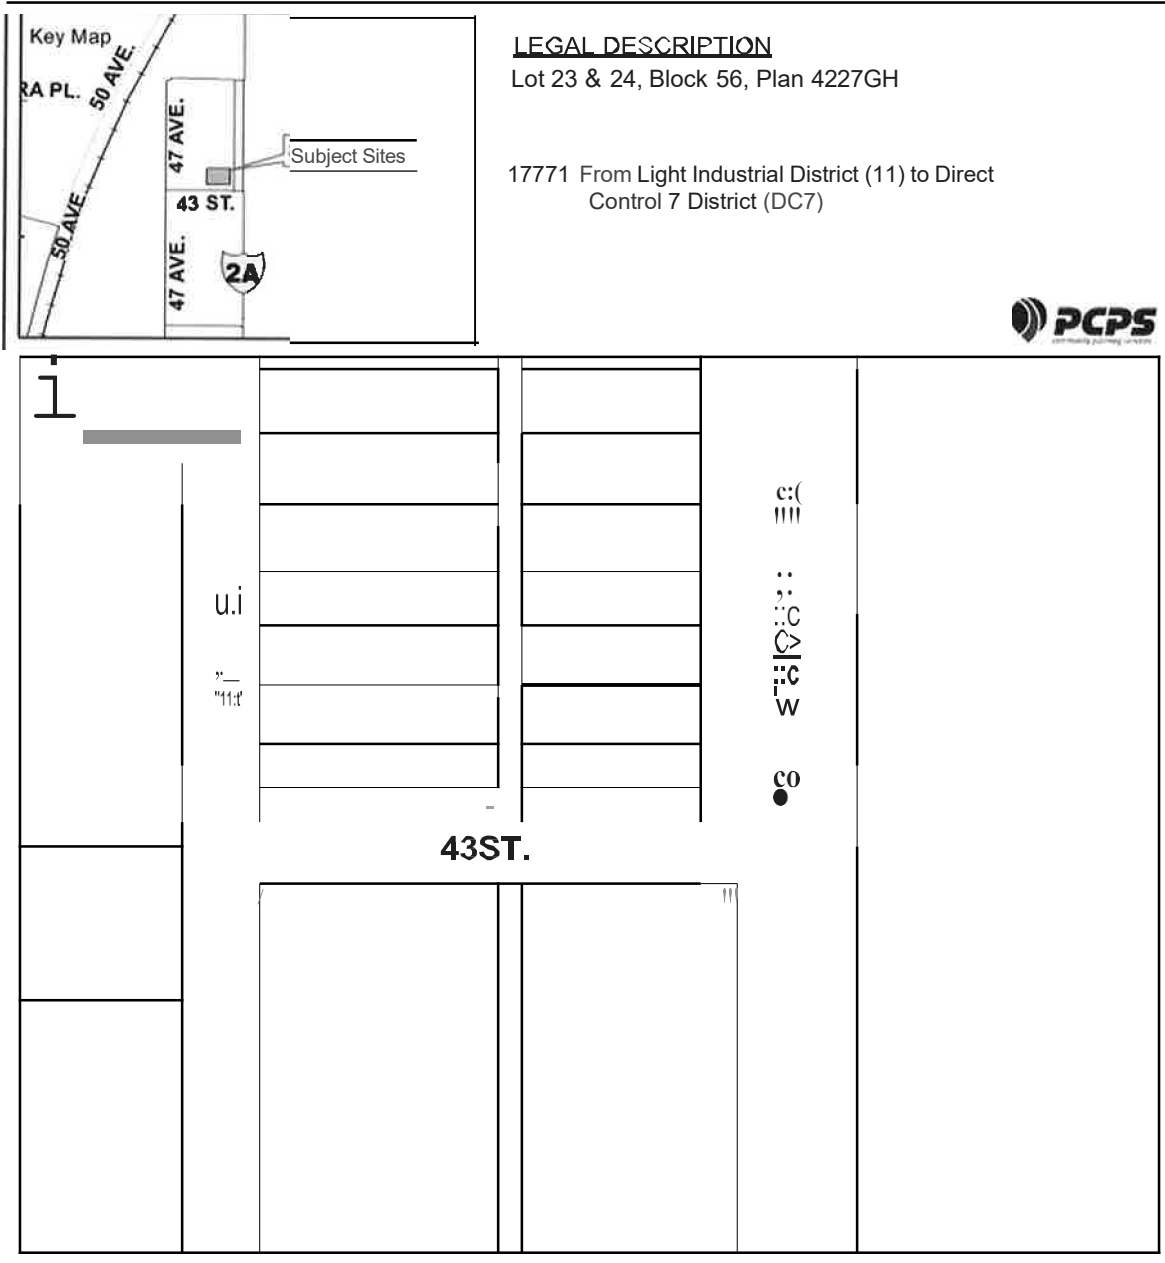 Key Map
RA PL.
50 AVE.
47 AVE.
Subject Sites
43 ST.
50 AVE.
47 AVE.
2A
LEGAL DESCRIPTION
Lot 23 & 24, Block 56, Plan 4227GH
17771 From Light Industrial District (11) to Direct
Control 7 District (DC7)
PCPS
i
c:(
""
u.i
::C
C>
::C
W
"11:t'
co
43ST.